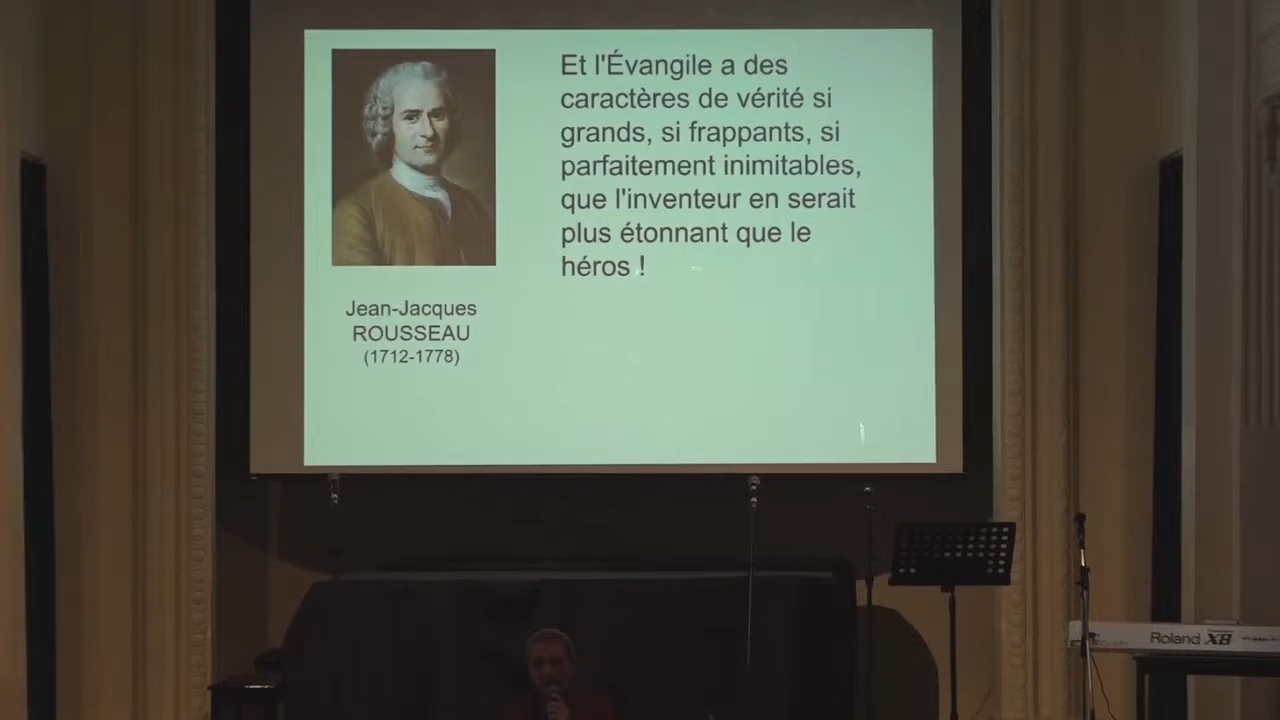 Et l'Évangile a des
caractères de vérité si
grands, si frappants, si
parfaitement inimitables,
que l'inventeur en serait
plus étonnant que le
héros !
Jean-Jacques
ROUSSEAU
(1712-1778)
Roland X8